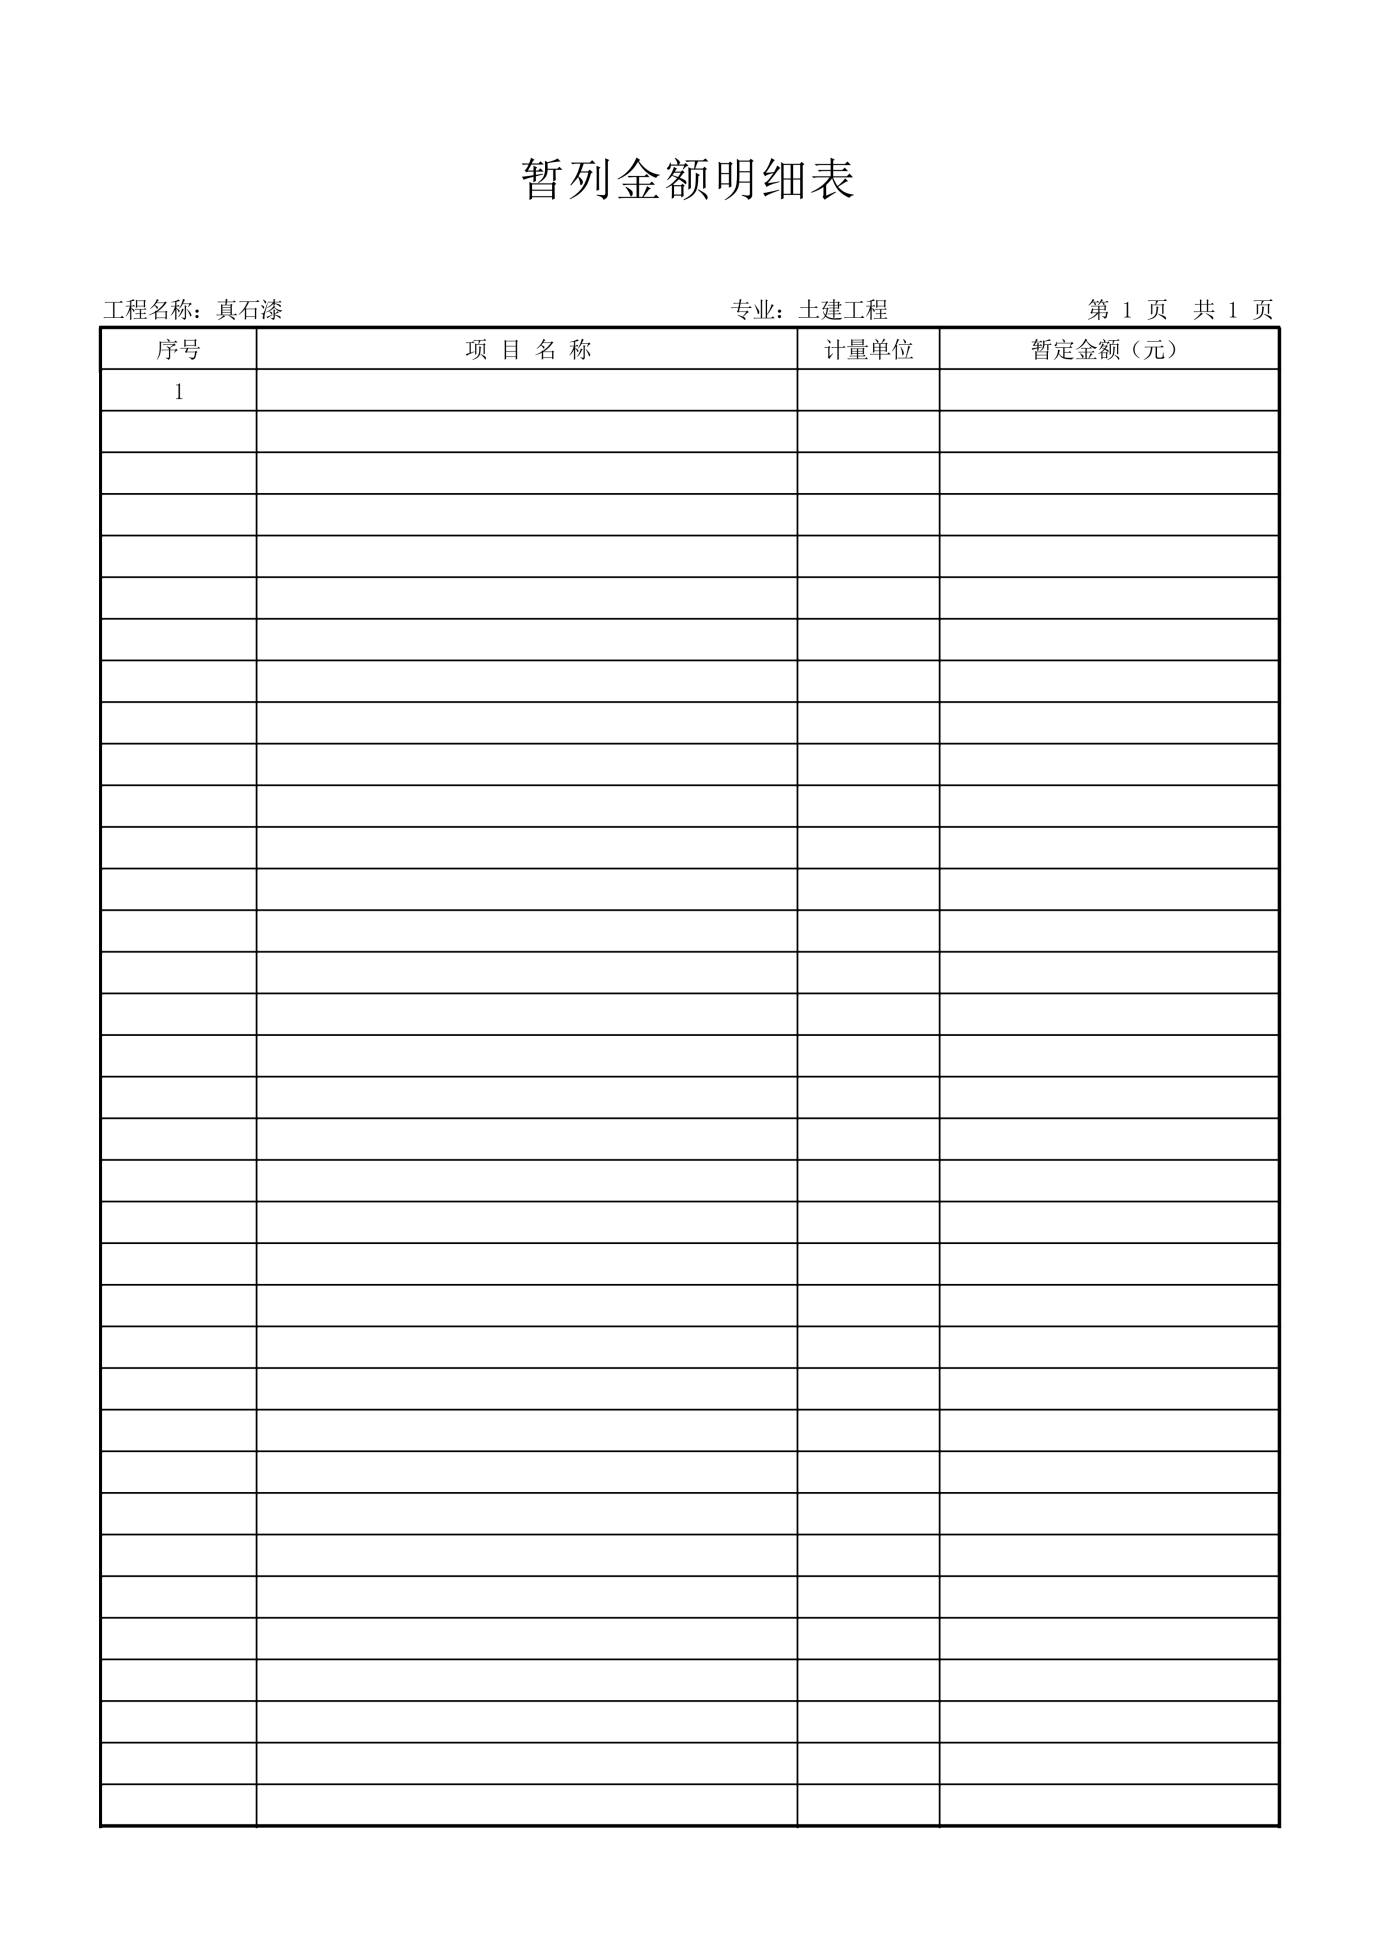 暂列金额明细表
工程名称：真石漆 专业：土建工程 第 1 页 共 1 页
序号 项 目 名 称 计量单位 暂定金额（元）
1